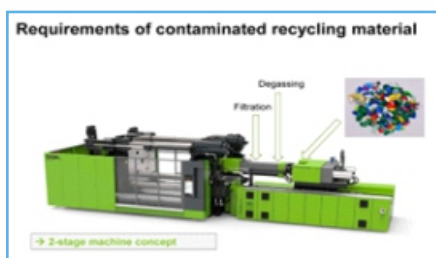 Requirements of contaminated recycling material
Degassing
Filtration
→ 2-stage machine concept